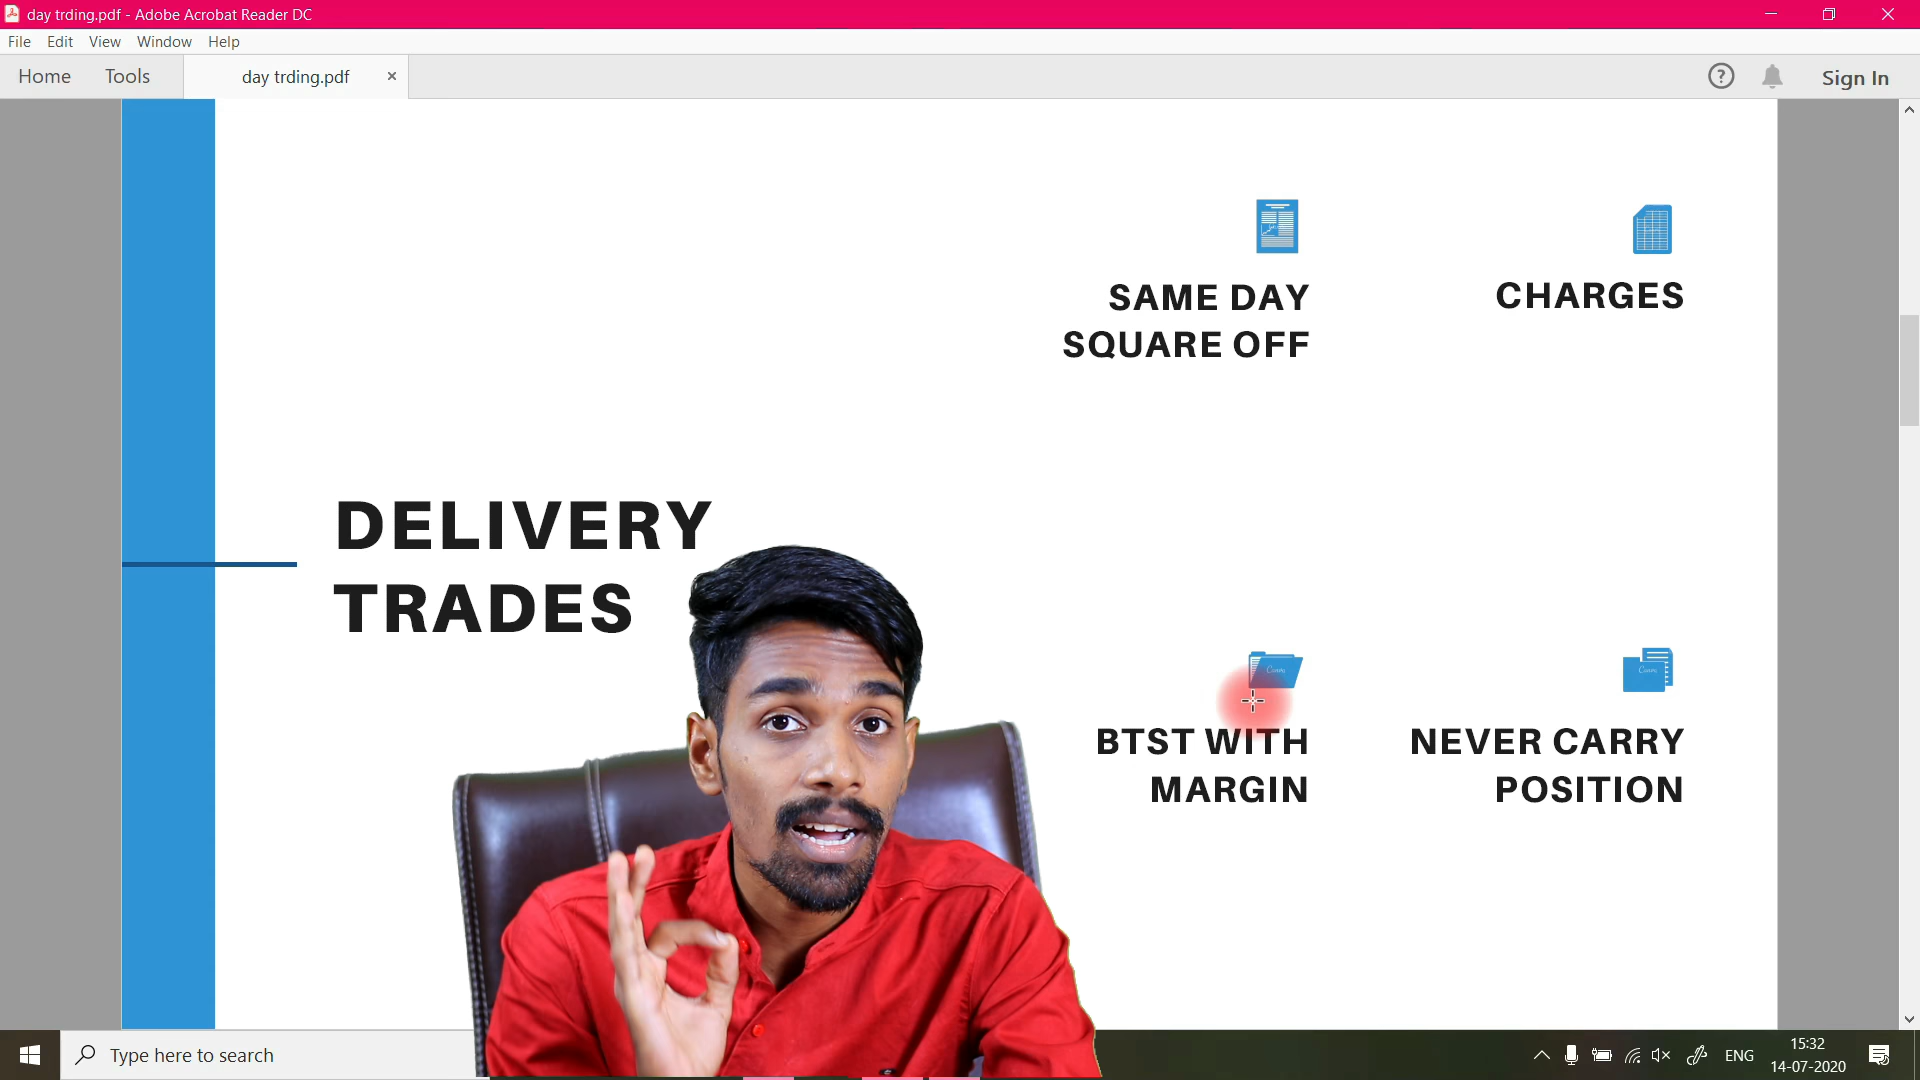 day trding.pdf - Adobe Acrobat Reader DC
File Edit View Window Help
Home Tools day trding.pdf Sign In
SAME DAY
SQUARE OFF
CHARGES
DELIVERY
TRADES
BTST WITH
MARGIN
NEVER CARRY
POSITION
Type here to search
ENG
15:32
14-07-2020